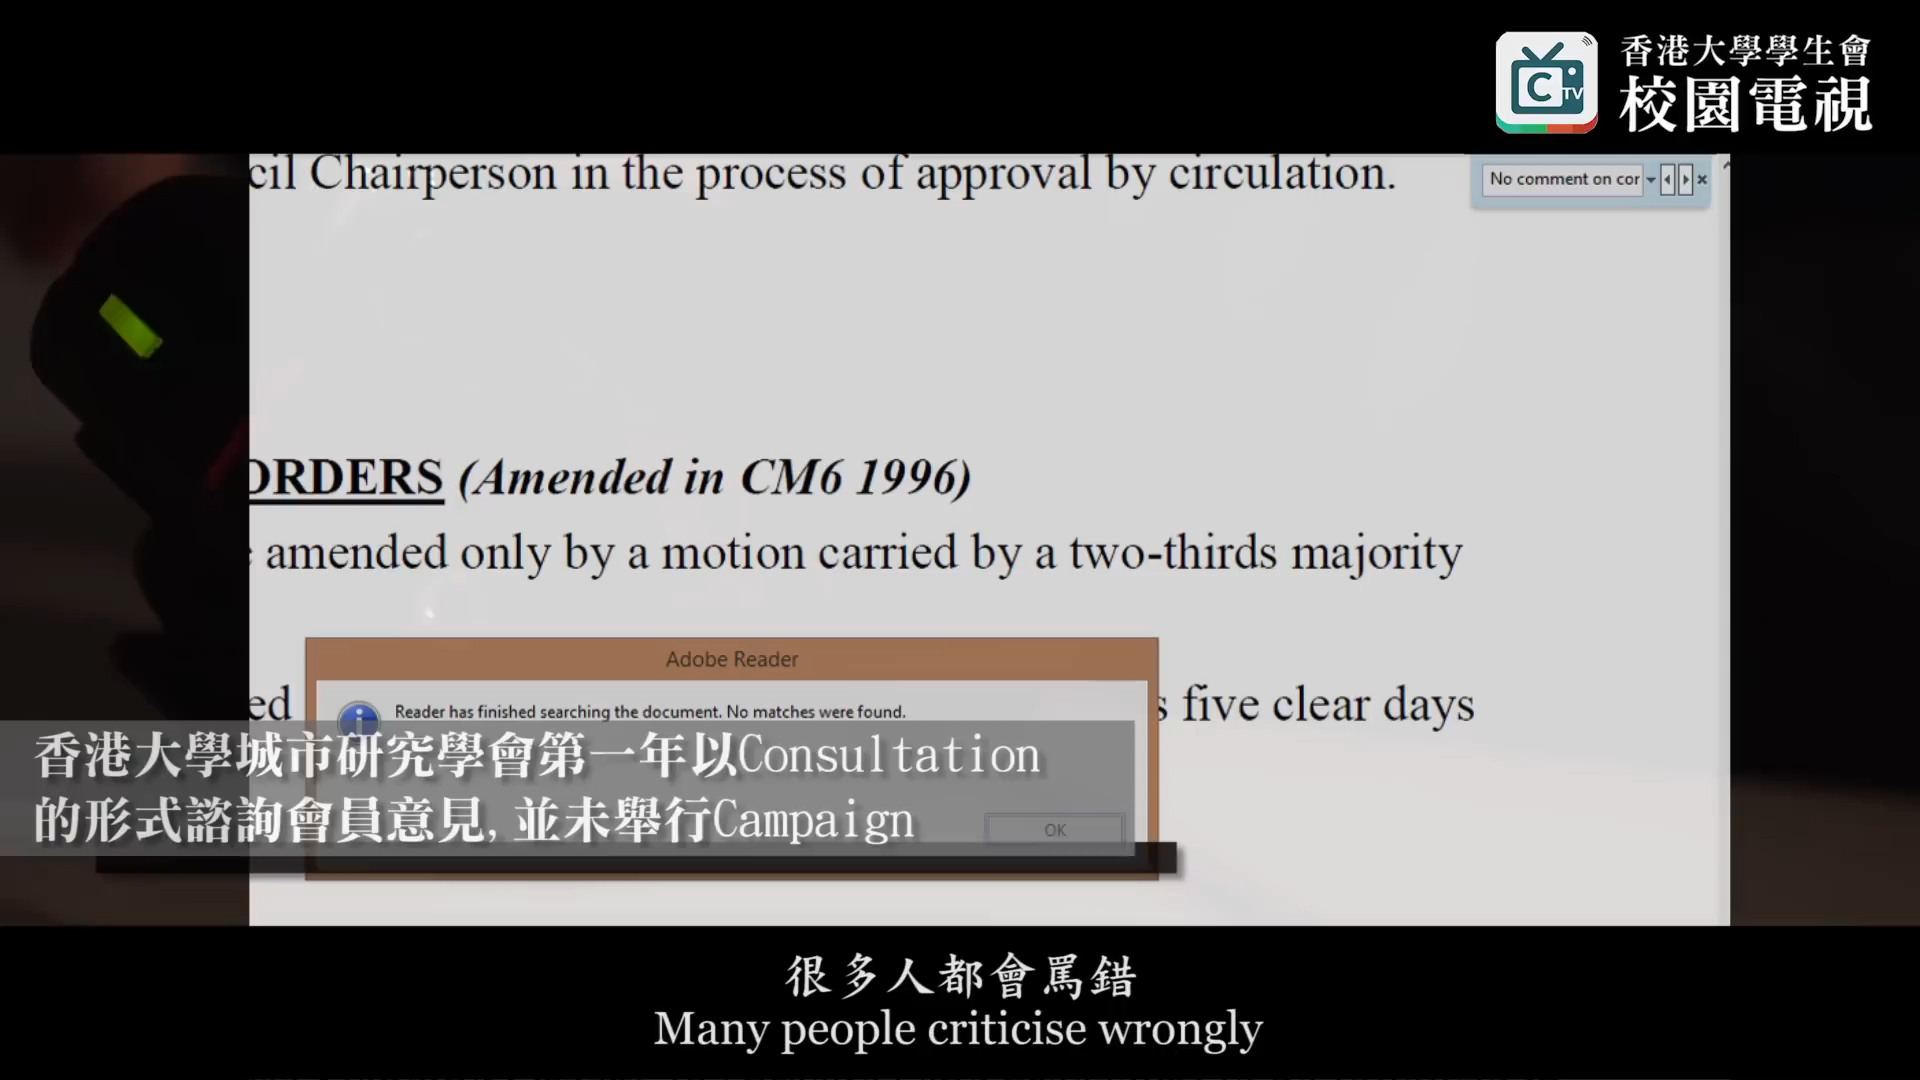 香港大學學生會
校園電視
C TV
cil Chairperson in the process of approval by circulation.
No comment on cor
ORDERS (Amended in CM6 1996)
amended only by a motion carried by a two-thirds majority
Adobe Reader
ed
five clear days
Reader has finished searching the document. No matches were found.
香港大學城市研究學會第一年以Consultation
的形式諮詢會員意見, 並未舉行Campaign
OK
很多人都會罵錯
Many people criticise wrongly